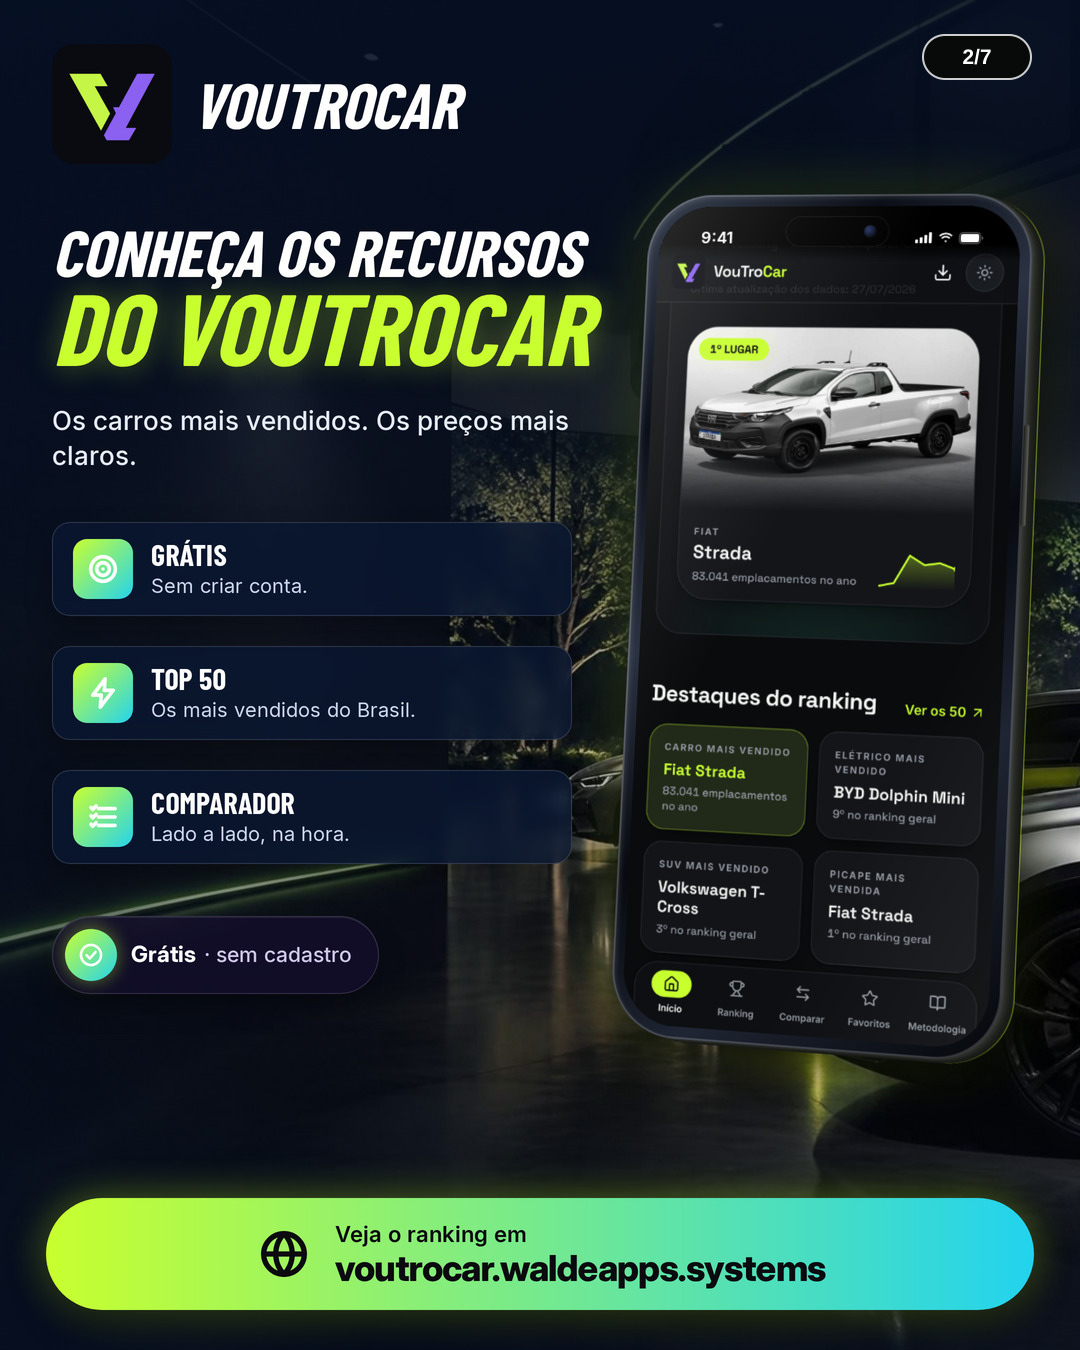 VOUTROCAR
2/7
CONHEÇA OS RECURSOS
DO VOUTROCAR
Os carros mais vendidos. Os preços mais
claros.
GRÁTIS
Sem criar conta.
TOP 50
Os mais vendidos do Brasil.
COMPARADOR
Lado a lado, na hora.
Grátis · sem cadastro
9:41
VouTroCar
última atualização dos dados: 27/07/2026
1º LUGAR
FIAT
Strada
83.041 emplacamentos no ano
Destaques do ranking
Ver os 50
CARRO MAIS VENDIDO
Fiat Strada
83.041 emplacamentos
no ano
ELÉTRICO MAIS
VENDIDO
BYD Dolphin Mini
9º no ranking geral
SUV MAIS VENDIDO
Volkswagen T-
Cross
3º no ranking geral
PICAPE MAIS
VENDIDA
Fiat Strada
1º no ranking geral
Início
Ranking
Comparar
Favoritos
Metodologia
Veja o ranking em
voutrocar.waldeapps.systems